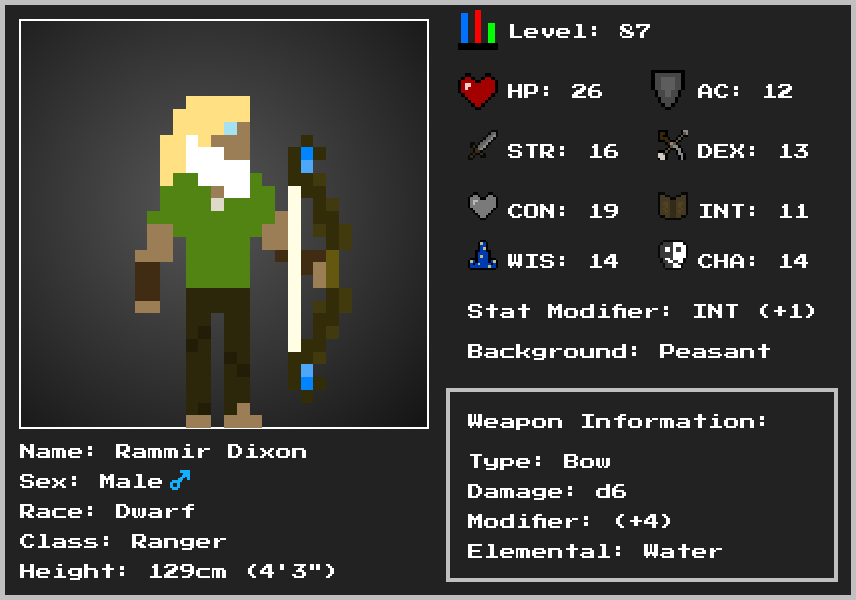 Level: 87
HP: 26 AC: 12
STR: 16 DEX: 13
CON: 19 INT: 11
WIS: 14 CHA: 14
Stat Modifier: INT (+1)
Background: Peasant
Weapon Information:
Type: Bow
Damage: d6
Modifier: (+4)
Elemental: Water
Name: Rammir Dixon
Sex: Male♂
Race: Dwarf
Class: Ranger
Height: 129cm (4'3")